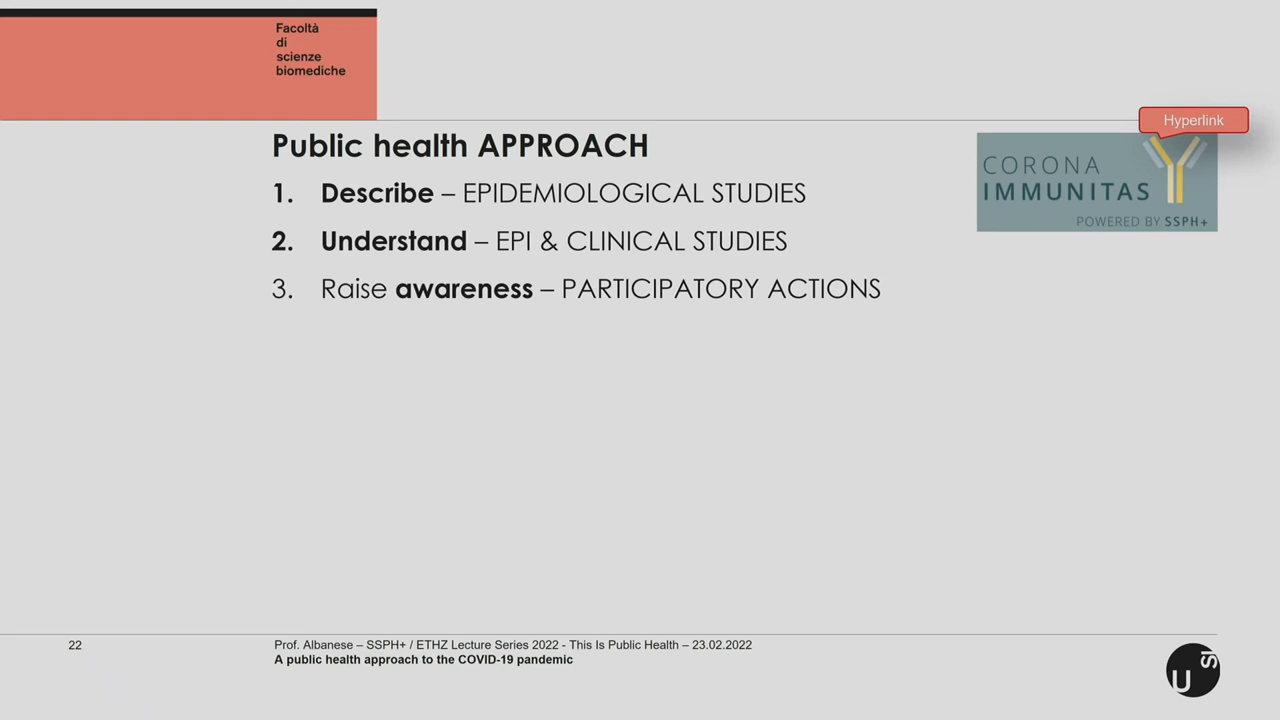 Facoltà
di
scienze
biomediche
Hyperlink
Public health APPROACH
CORONA
IMMUNITAS
POWERED BY SSPH+
1. Describe – EPIDEMIOLOGICAL STUDIES
2. Understand – EPI & CLINICAL STUDIES
3. Raise awareness – PARTICIPATORY ACTIONS
22
Prof. Albanese – SSPH+ / ETHZ Lecture Series 2022 - This Is Public Health – 23.02.2022
A public health approach to the COVID-19 pandemic
USI